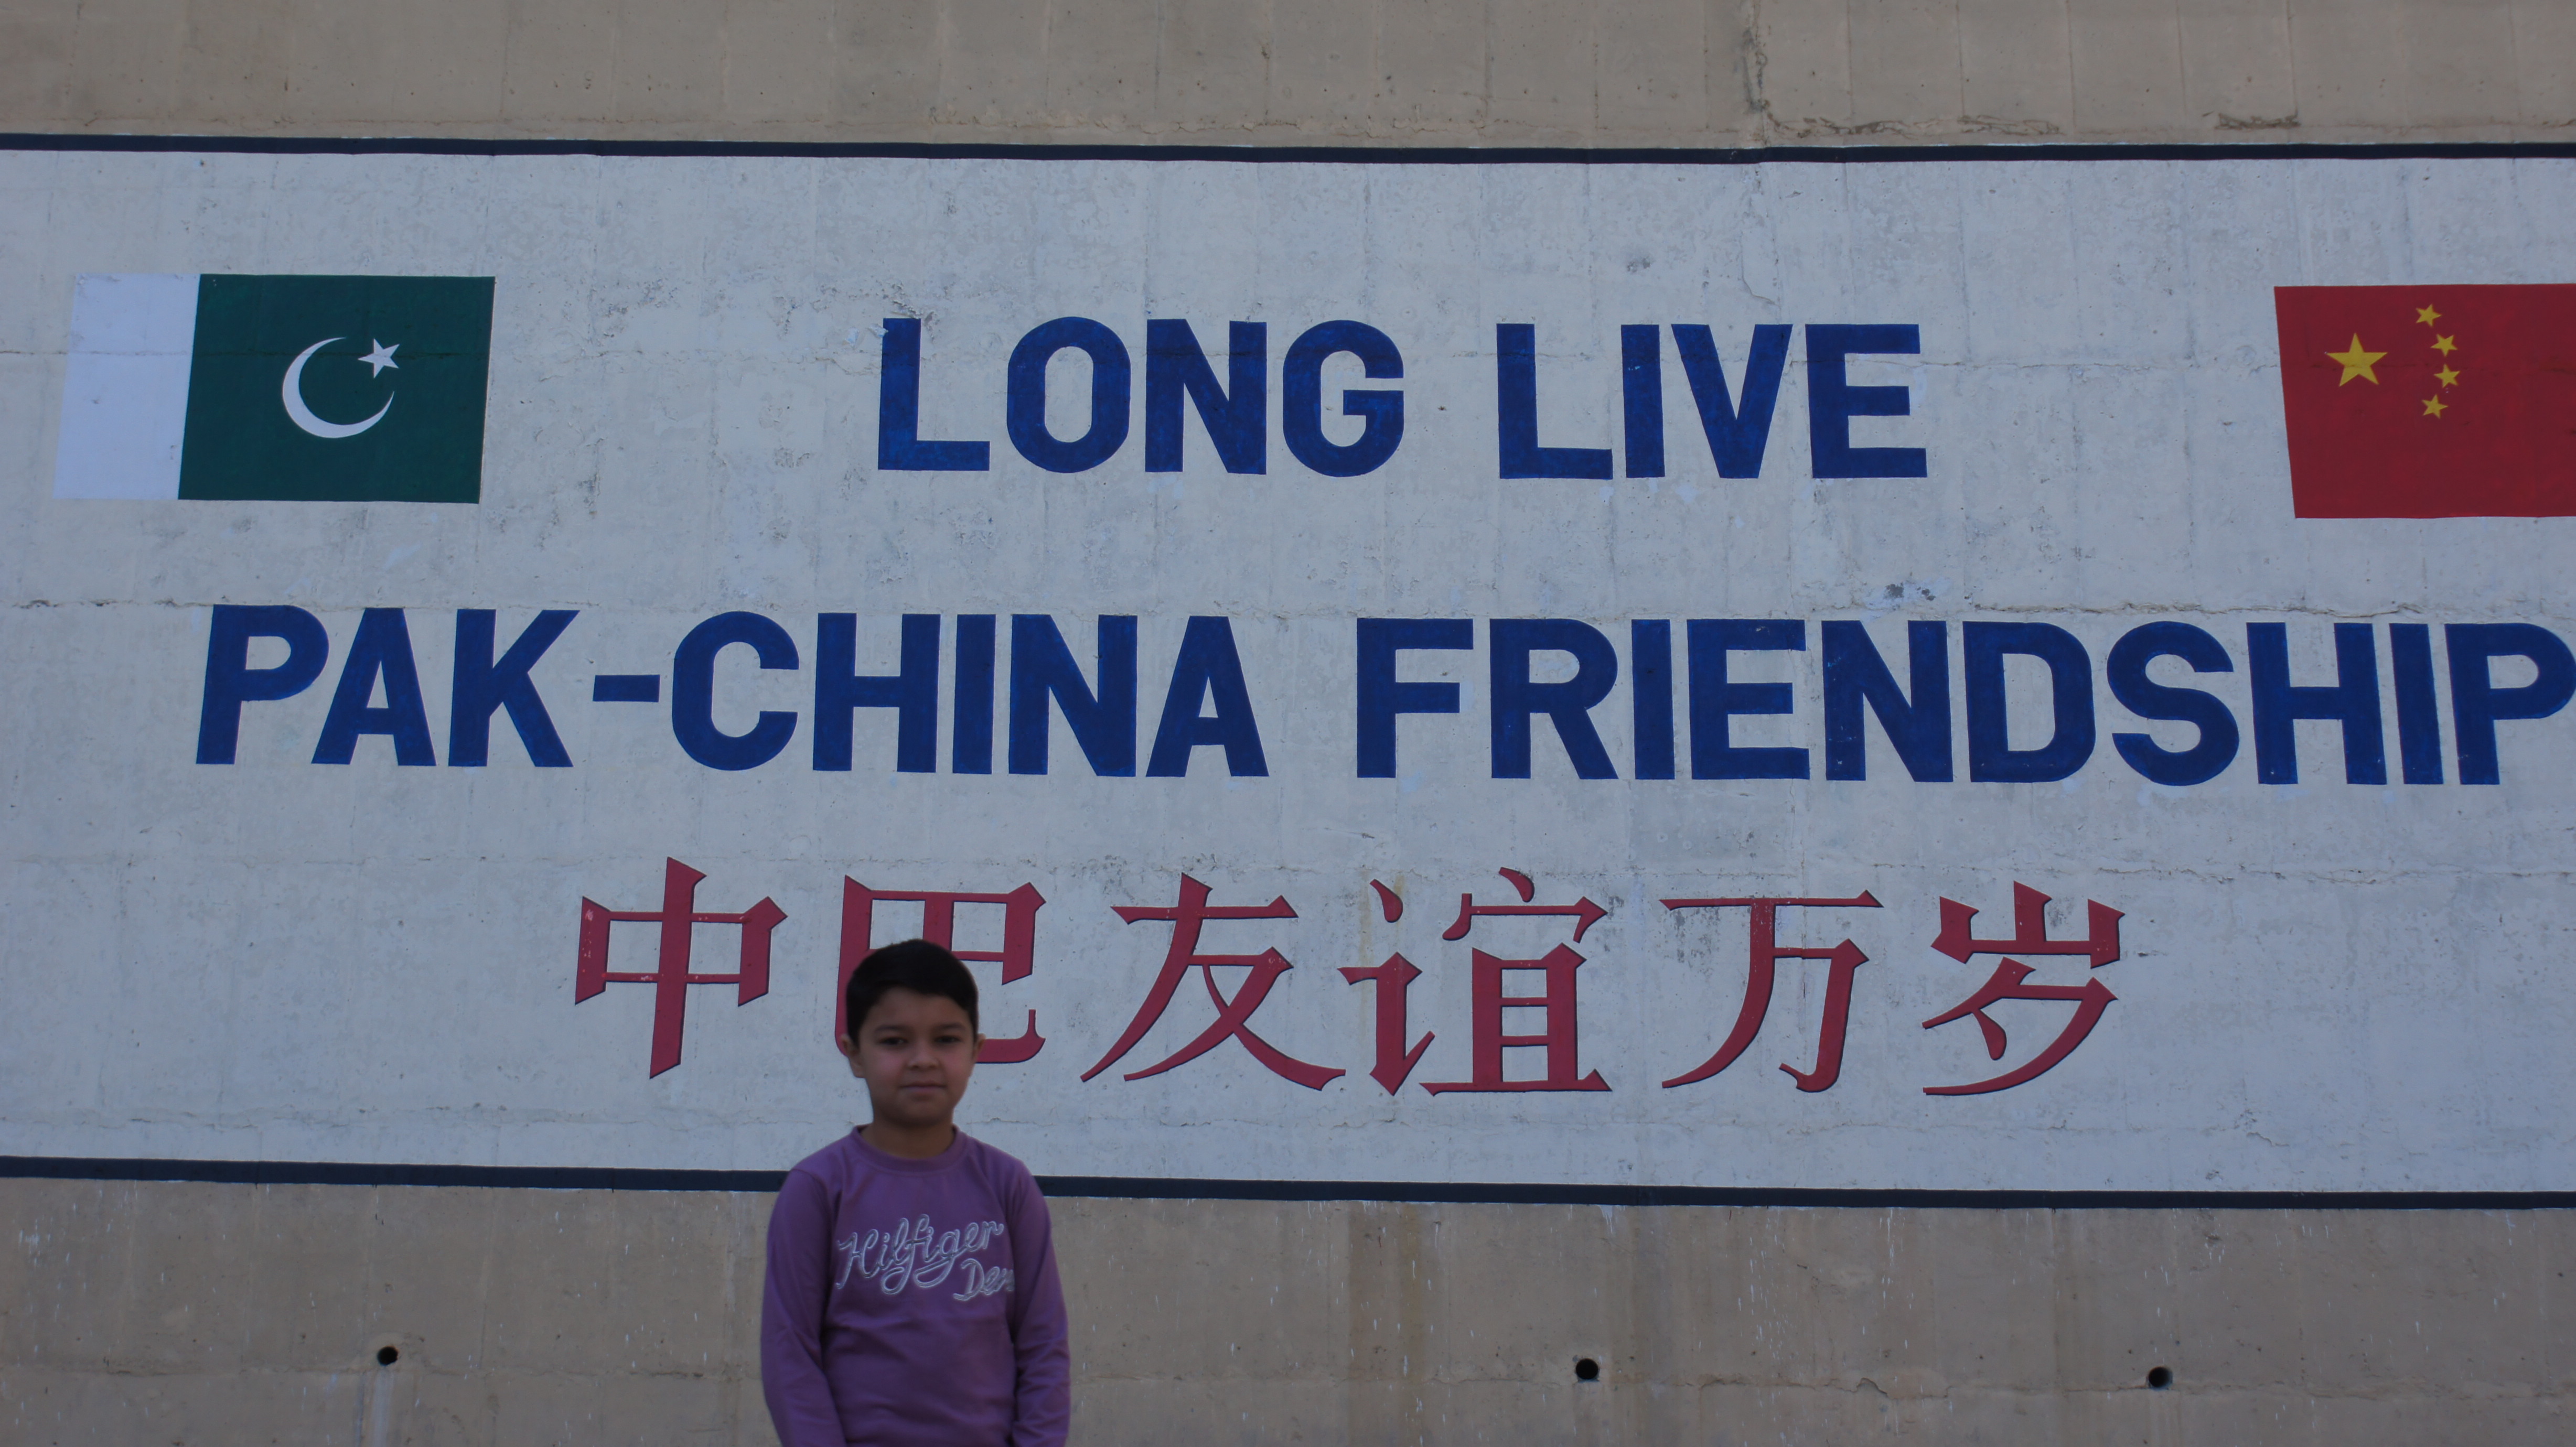 LONG LIVE
PAK-CHINA FRIENDSHIP
中巴友谊万岁
Hilfiger